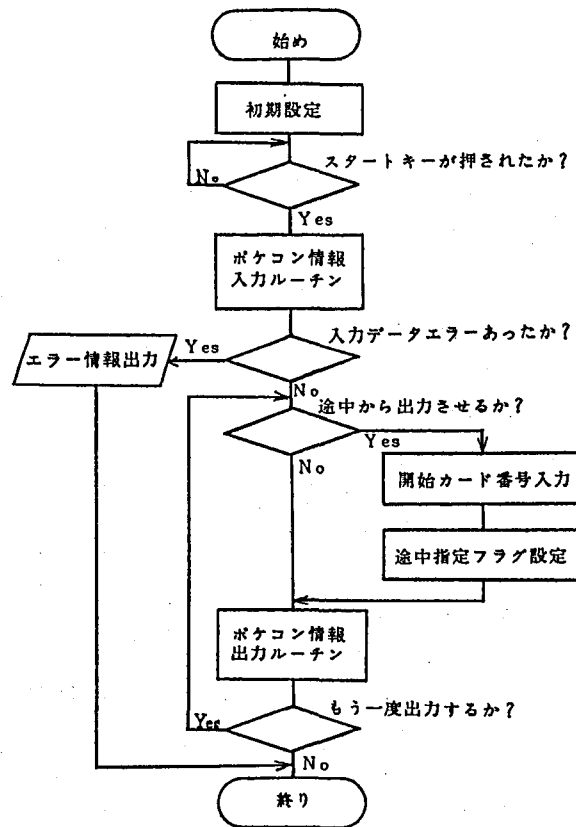 始め
初期設定
スタートキーが押されたか？
No
Yes
ポケコン情報
入力ルーチン
入力データエラーあったか？
Yes
エラー情報出力
No
途中から出力させるか？
Yes
No
開始カード番号入力
途中指定フラグ設定
ポケコン情報
出力ルーチン
もう一度出力するか？
Yes
No
終り